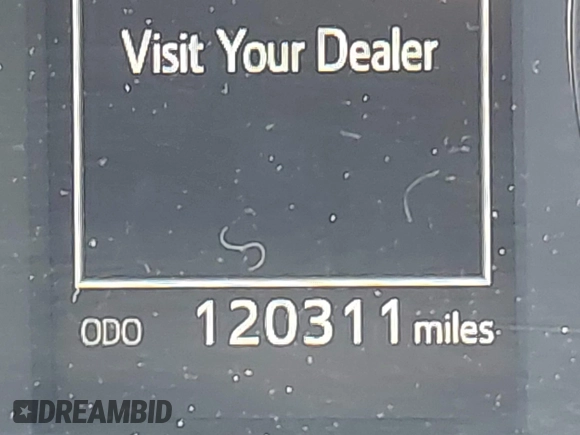 Visit Your Dealer
ODO 120311 miles
DREAMBID